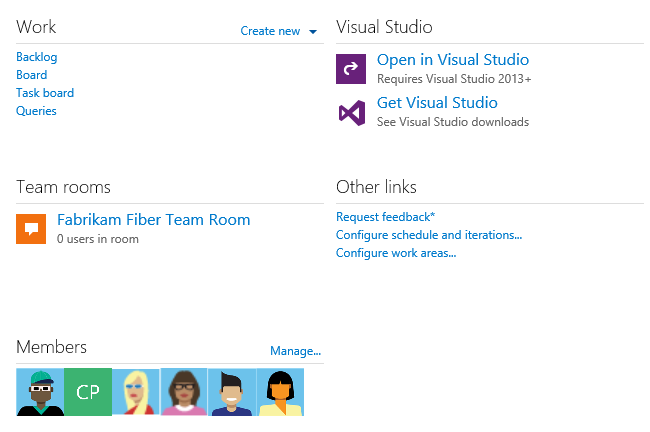 Work
Create new
Backlog
Board
Task board
Queries
Visual Studio
Open in Visual Studio
Requires Visual Studio 2013+
Get Visual Studio
See Visual Studio downloads
Team rooms
Fabrikam Fiber Team Room
0 users in room
Other links
Request feedback*
Configure schedule and iterations...
Configure work areas...
Members
Manage...
CP